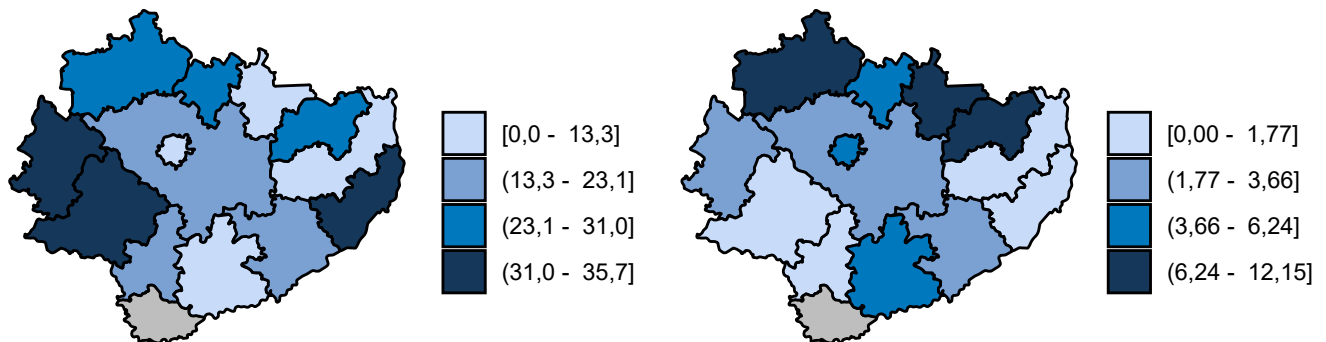 [0,0 - 13,3]
(13,3 - 23,1]
(23,1 - 31,0]
(31,0 - 35,7]
[0,00 - 1,77]
(1,77 - 3,66]
(3,66 - 6,24]
(6,24 - 12,15]